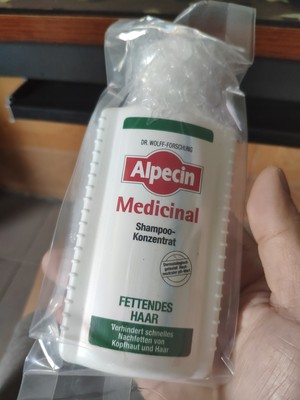 DR. WOLFF-FORSCHUNG
Alpecin
Medicinal
Shampoo-
Konzentrat
FETTENDES
HAAR
Verhindert schnelles
Nachfetten von
Kopfhaut und Haar